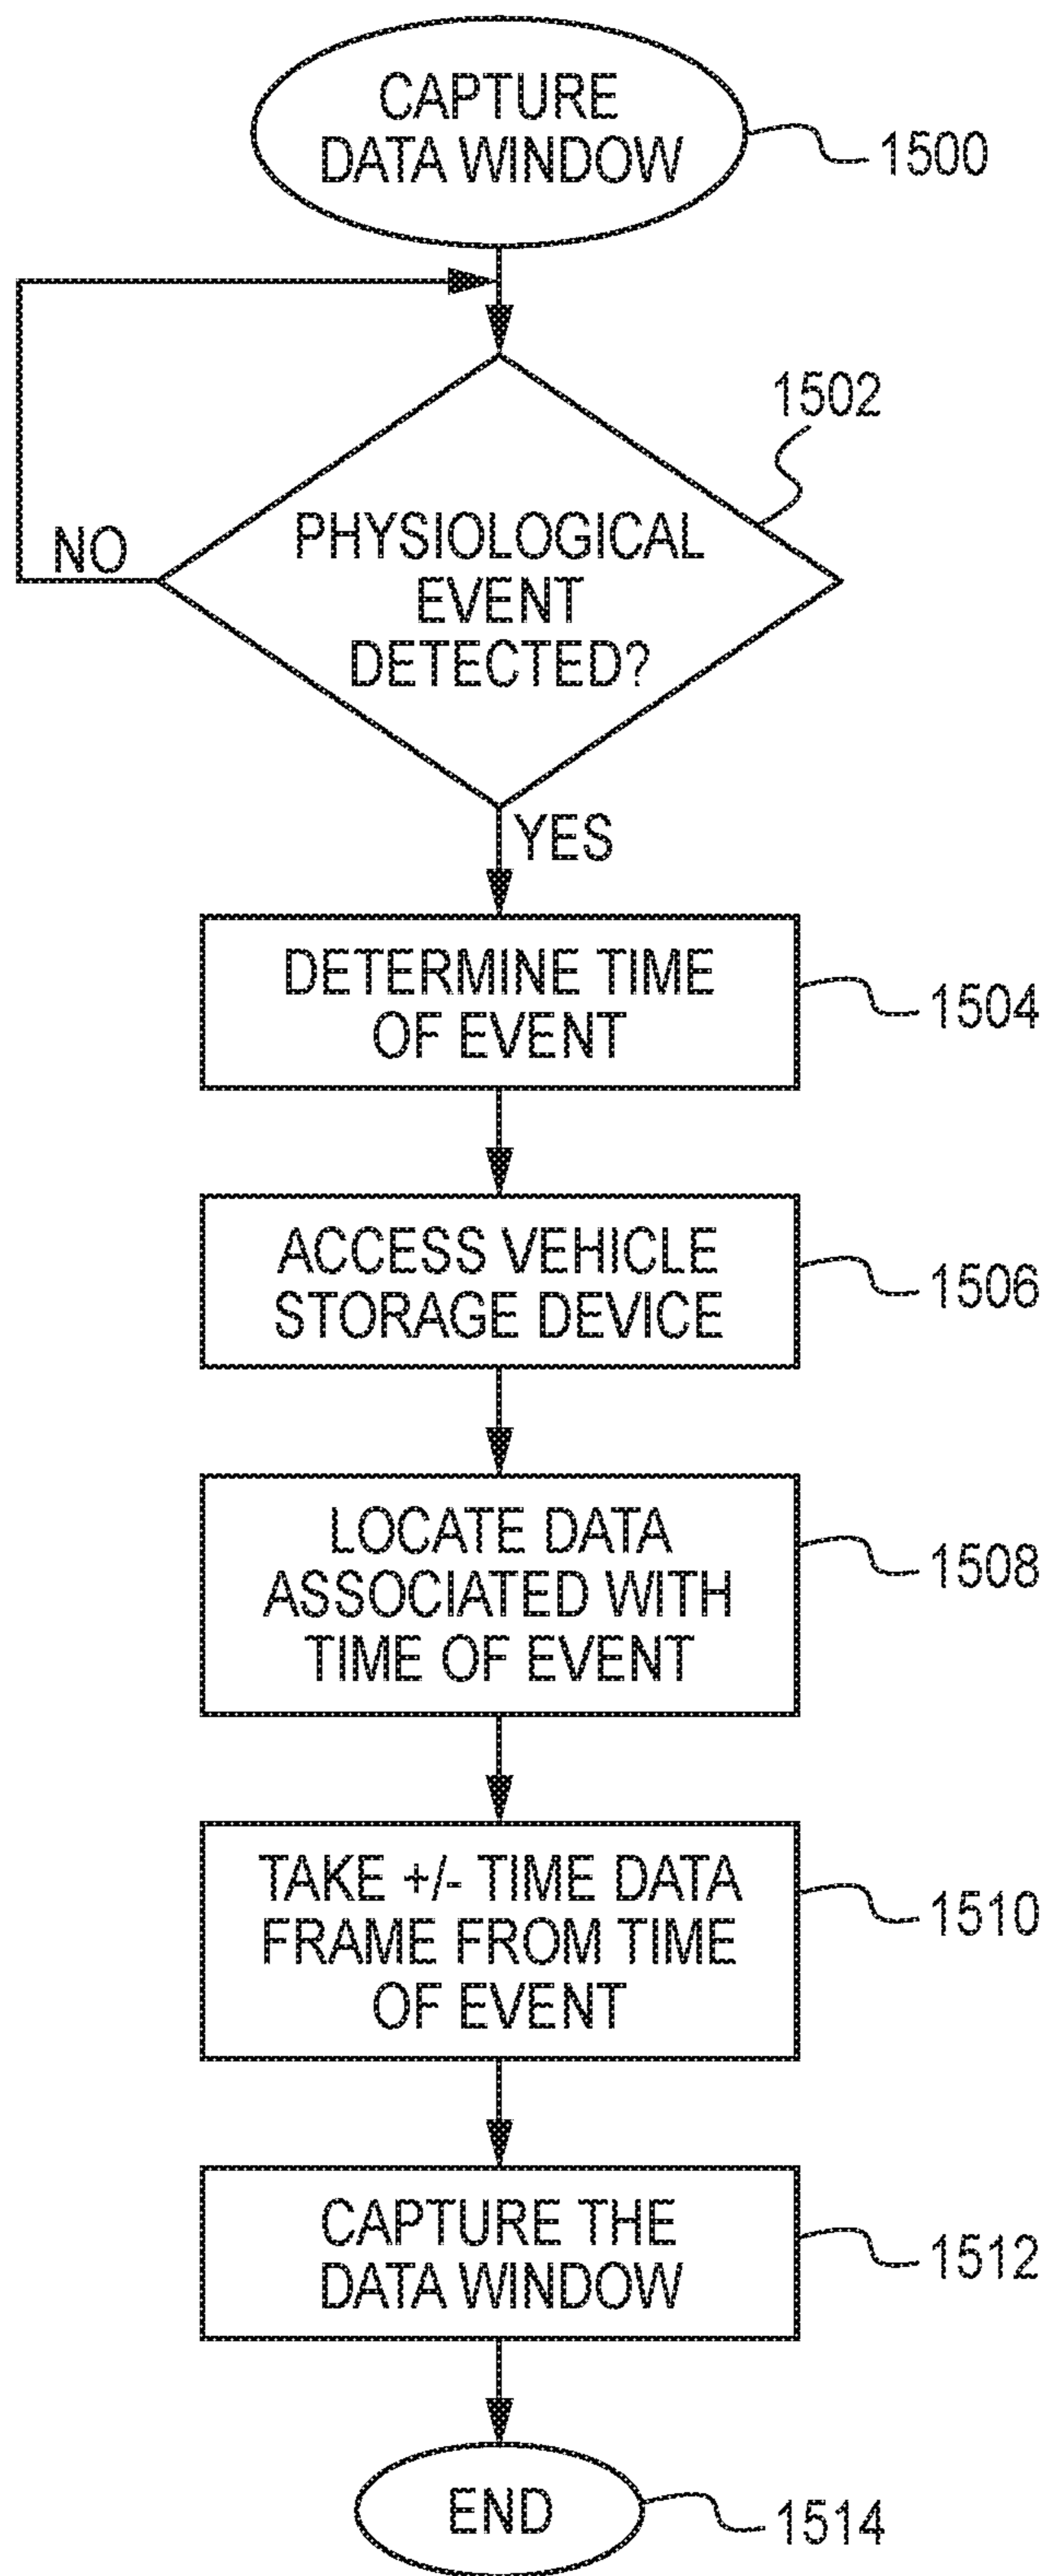 CAPTURE
DATA WINDOW
1500
1502
PHYSIOLOGICAL
EVENT
DETECTED?
NO
YES
DETERMINE TIME
OF EVENT
1504
ACCESS VEHICLE
STORAGE DEVICE
1506
LOCATE DATA
ASSOCIATED WITH
TIME OF EVENT
1508
TAKE +/- TIME DATA
FRAME FROM TIME
OF EVENT
1510
CAPTURE THE
DATA WINDOW
1512
END
1514